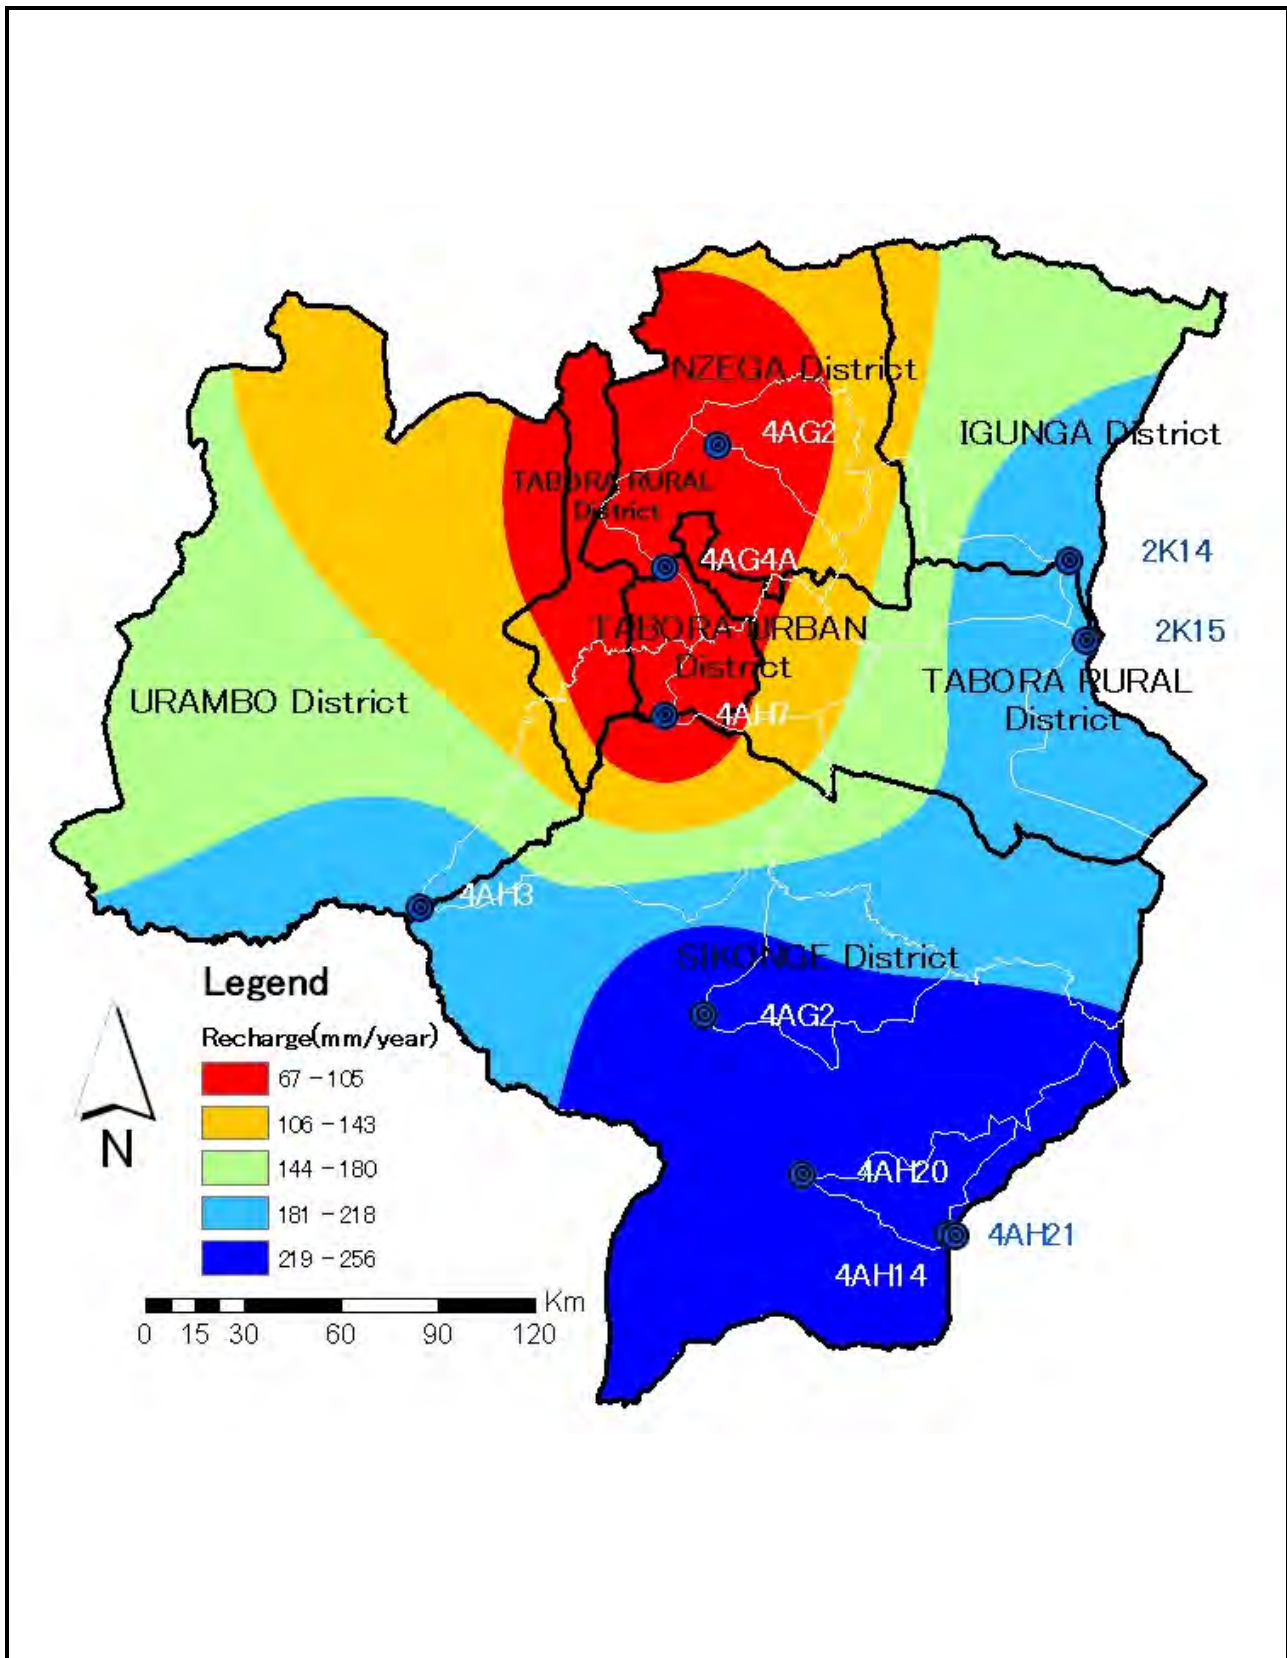 NZEGA District
4AG2
IGUNGA District
TABORA RURAL
District
2K14
4AG4A
TABORA URBAN
District
2K15
TABORA RURAL
District
URAMBO District
4AH7
4AH3
SIKONGE District
Legend
4AG2
Recharge(mm/year)
67 - 105
106 - 143
144 - 180
181 - 218
219 - 256
N
4AH20
4AH21
4AH14
Km
0 15 30 60 90 120